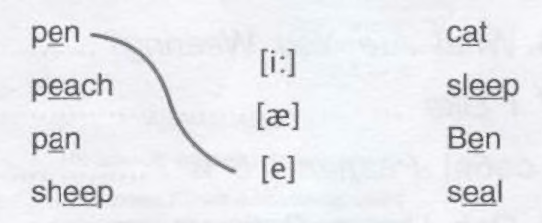 pen
peach
pan
sheep
[i:]
[æ]
[e]
cat
sleep
Ben
seal